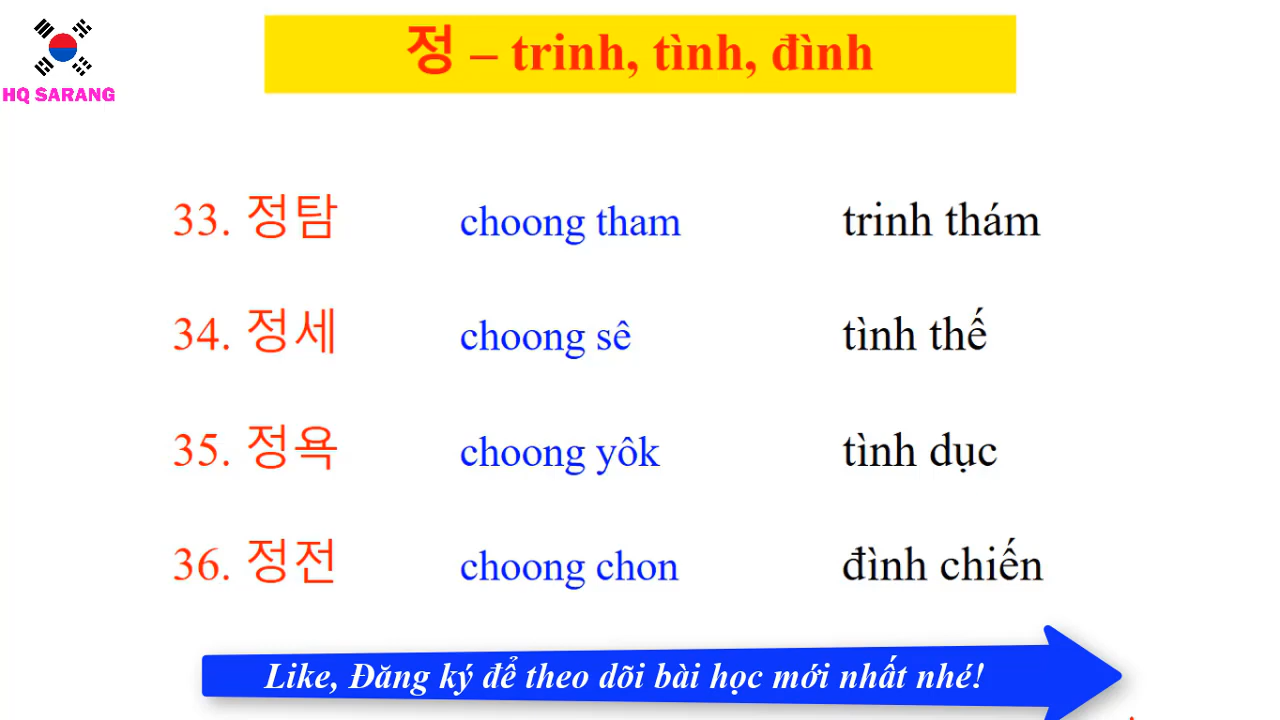 HQ SARANG
정 – trinh, tình, đình
33. 정탐 choong tham trinh thám
34. 정세 choong sê tình thế
35. 정욕 choong yôk tình dục
36. 정전 choong chon đình chiến
Like, Đăng ký để theo dõi bài học mới nhất nhé!